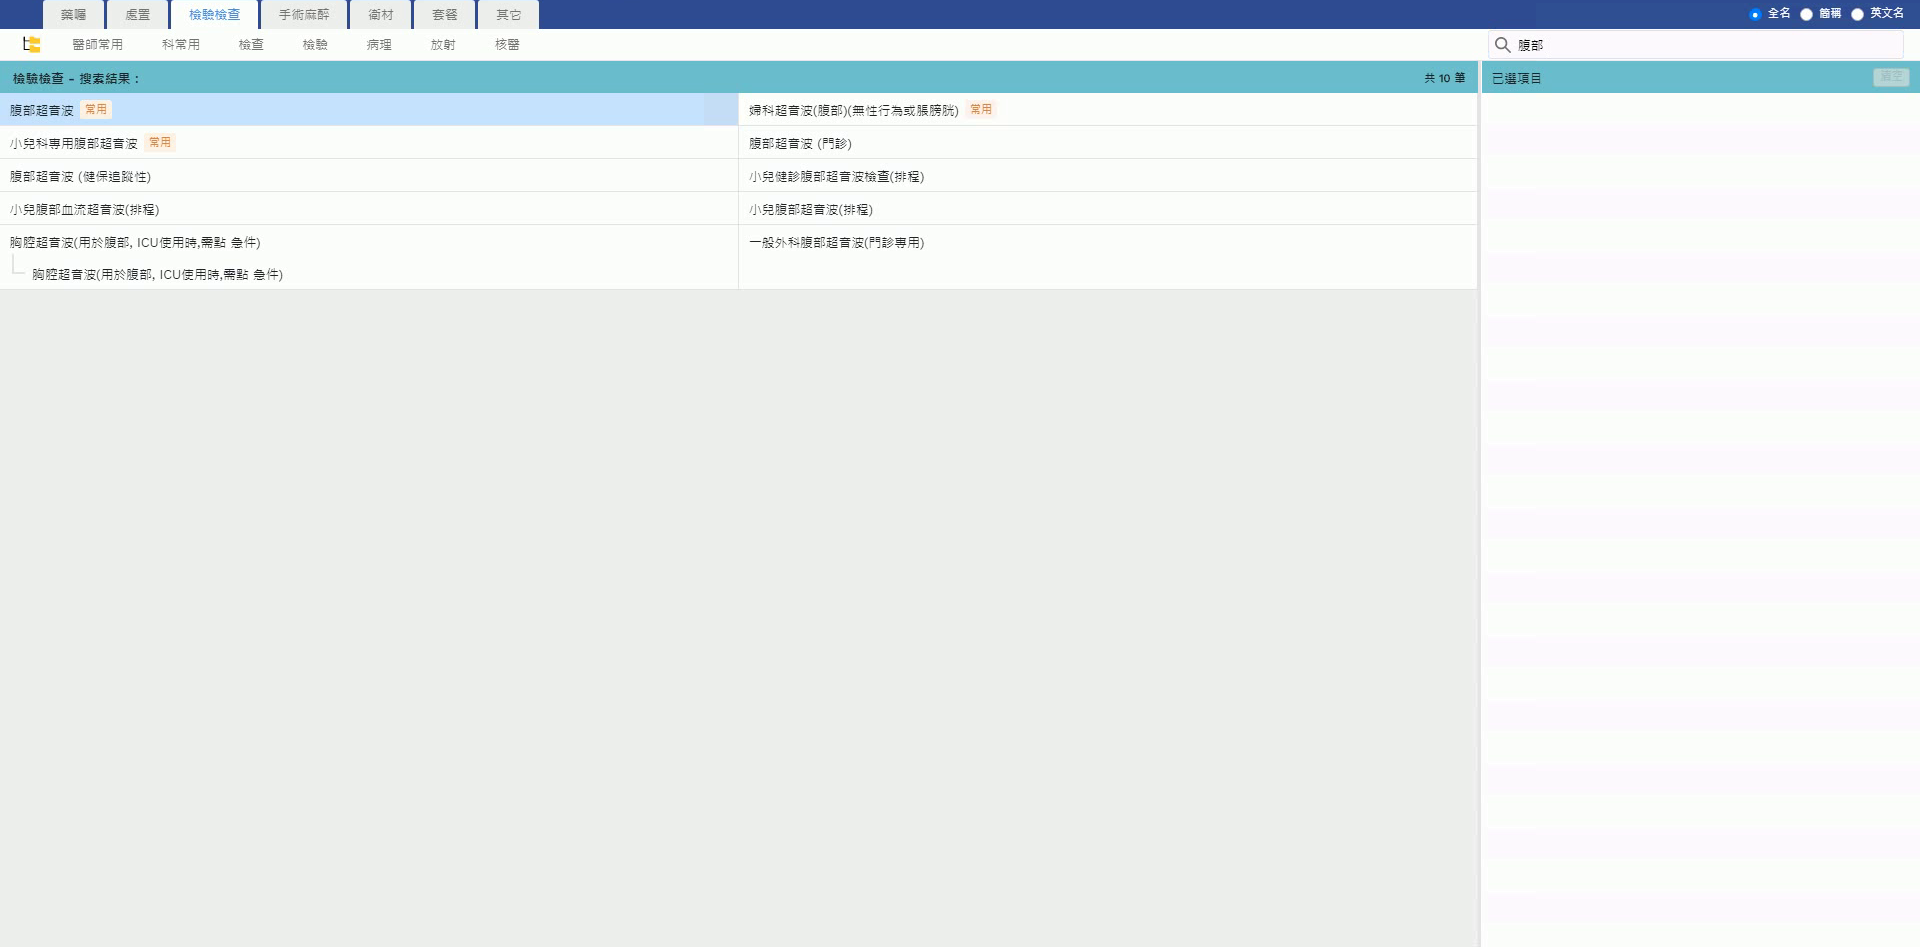 藥囑 處置 檢驗檢查 手術麻醉 衛材 套餐 其它 全名 簡稱 英文名
醫師常用 科常用 檢查 檢驗 病理 放射 核醫 腹部
檢驗檢查 - 搜索結果： 共 10 筆 已選項目 清空
腹部超音波 常用 婦科超音波(腹部)(無性行為或脹膀胱) 常用
小兒科專用腹部超音波 常用 腹部超音波 (門診)
腹部超音波 (健保追蹤性) 小兒健診腹部超音波檢查(排程)
小兒腹部血流超音波(排程) 小兒腹部超音波(排程)
胸腔超音波(用於腹部, ICU使用時,需點 急件) 一般外科腹部超音波(門診專用)
胸腔超音波(用於腹部, ICU使用時,需點 急件)